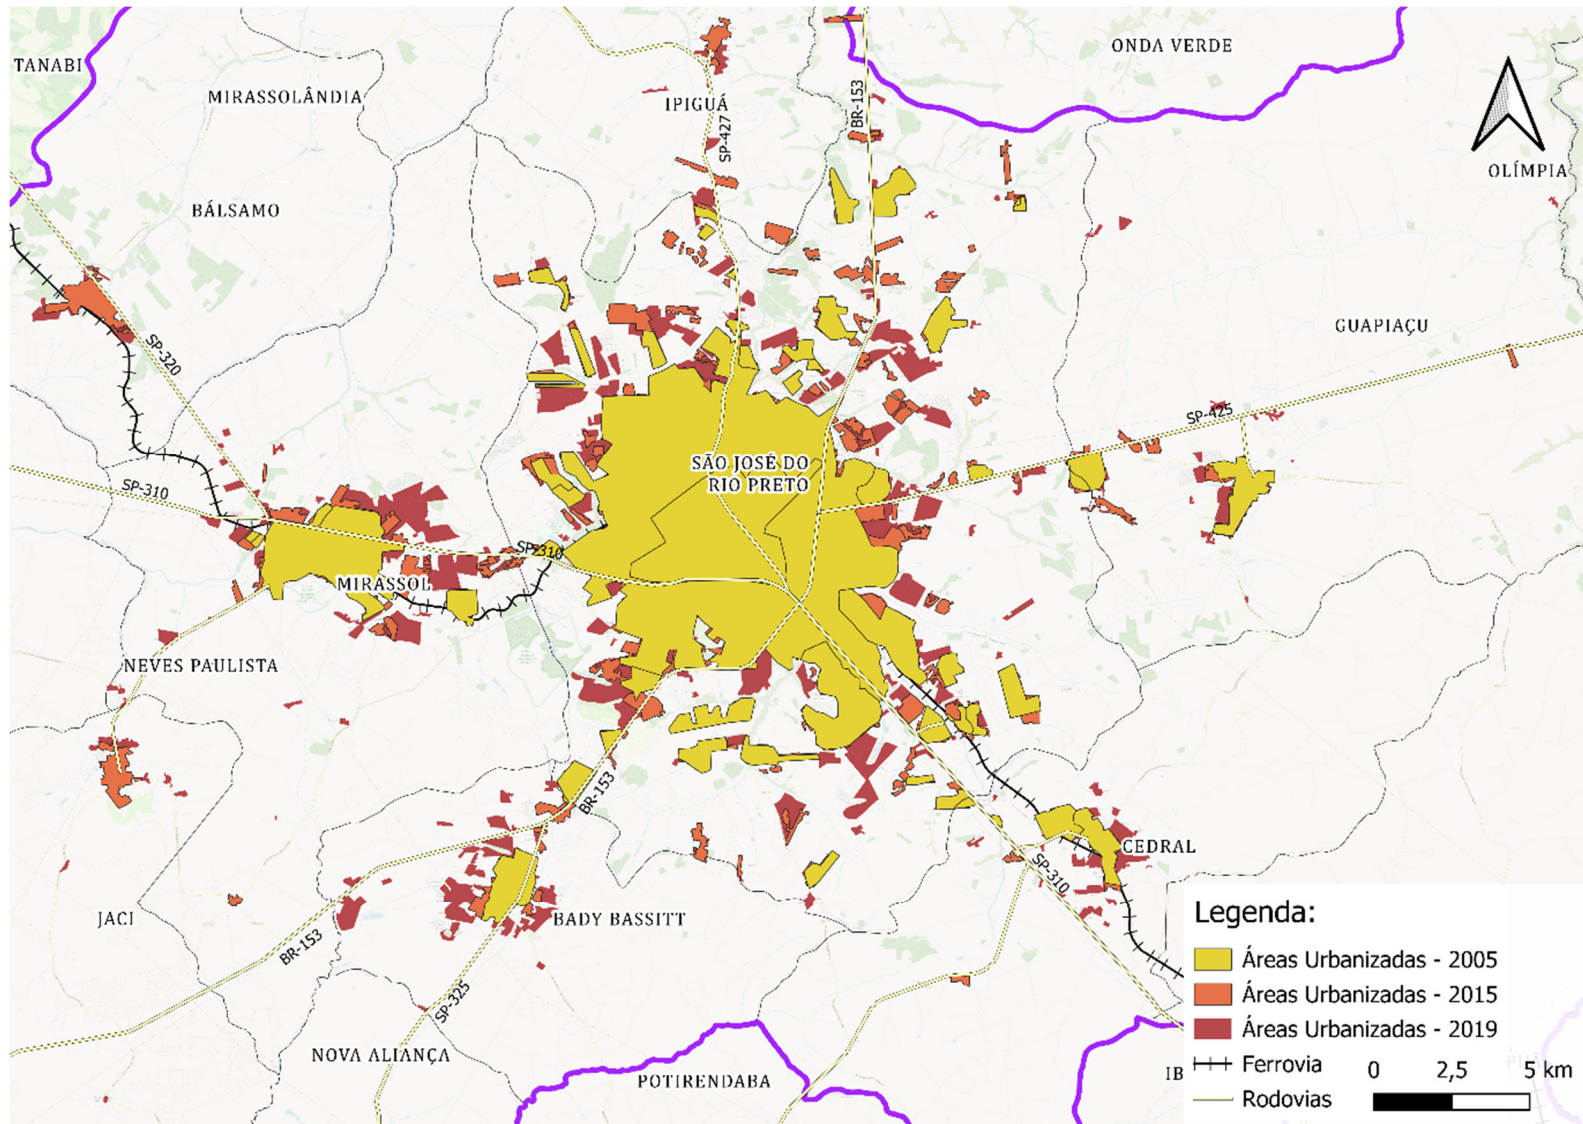 ONDA VERDE
TANABI
MIRASSOLÂNDIA
IPIGUÁ
SP-427
BR-153
OLÍMPIA
BÁLSAMO
SP-320
GUAPIAÇU
SP-425
SÃO JOSÉ DO
RIO PRETO
SP-310
SP-310
MIRASSOL
NEVES PAULISTA
BR-153
CEDRAL
SP-310
JACI
BADY BASSITT
BR-153
SP-325
NOVA ALIANÇA
POTIRENDABA
IB
Legenda:
Áreas Urbanizadas - 2005
Áreas Urbanizadas - 2015
Áreas Urbanizadas - 2019
Ferrovia
Rodovias
0 2,5 5 km